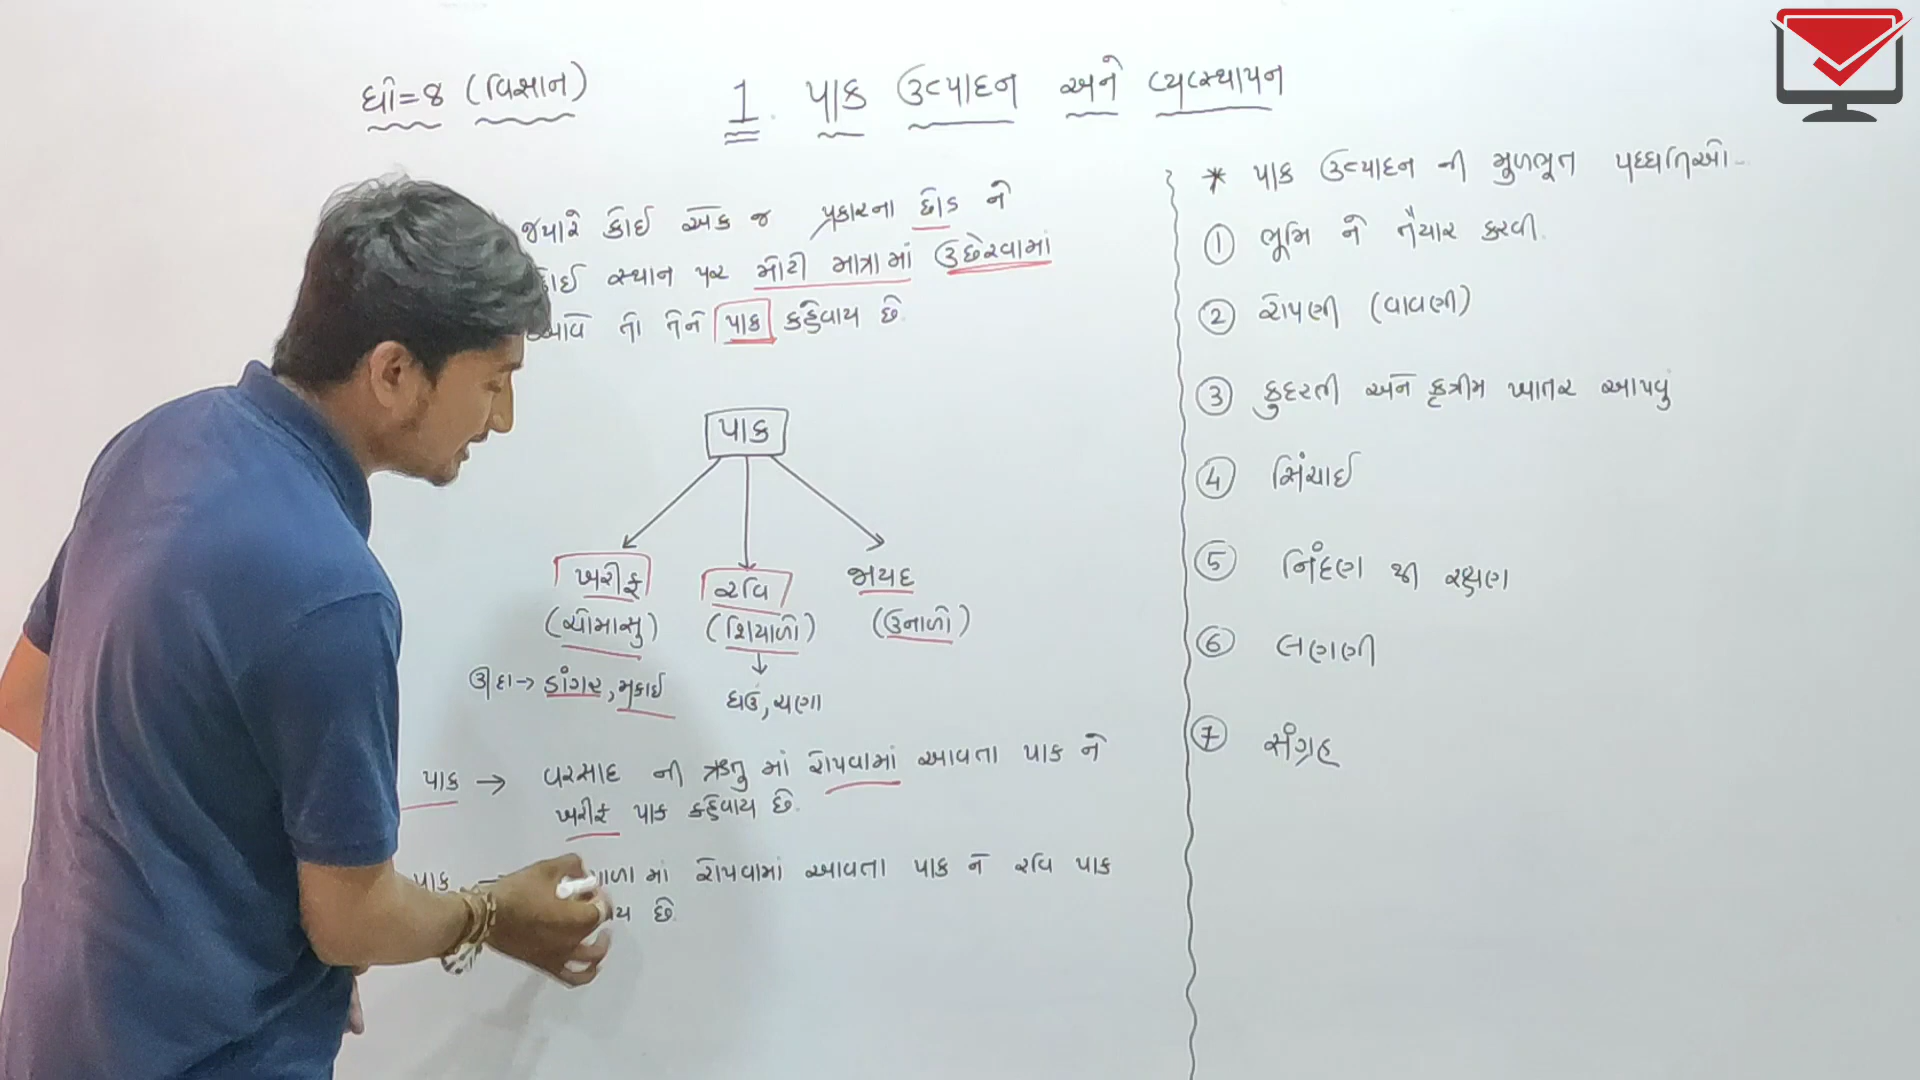 ધો=૮ (વિજ્ઞાન)
1. પાક ઉત્પાદન અને વ્યવસ્થાપન
જ્યારે કોઈ એક જ પ્રકારના છોડ ને
કોઈ સ્થાન પર મોટી માત્રામાં ઉછેરવામાં
આવે તો તેને પાક કહેવાય છે.
પાક
ખરીફ રવિ જાયદ
(ચોમાસુ) (શિયાળો) (ઉનાળો)
ઉદા→ ડાંગર, મકાઈ ઘઉં, ચણા
પાક → વરસાદ ની ઋતુ માં રોપવામાં આવતા પાક ને
ખરીફ પાક કહેવાય છે.
પાક માં રોપવામાં આવતા પાક ને રવિ પાક
છે.
* પાક ઉત્પાદન ની મુળભૂત પધ્ધતિઓ-
1 ભૂમિ ને તૈયાર કરવી.
2 રોપણી (વાવણી)
3 કુદરતી અને કૃત્રીમ ખાતર આપવું
4 સિંચાઈ
5 નિંદણ થી રક્ષણ
6 લણણી
7 સંગ્રહ